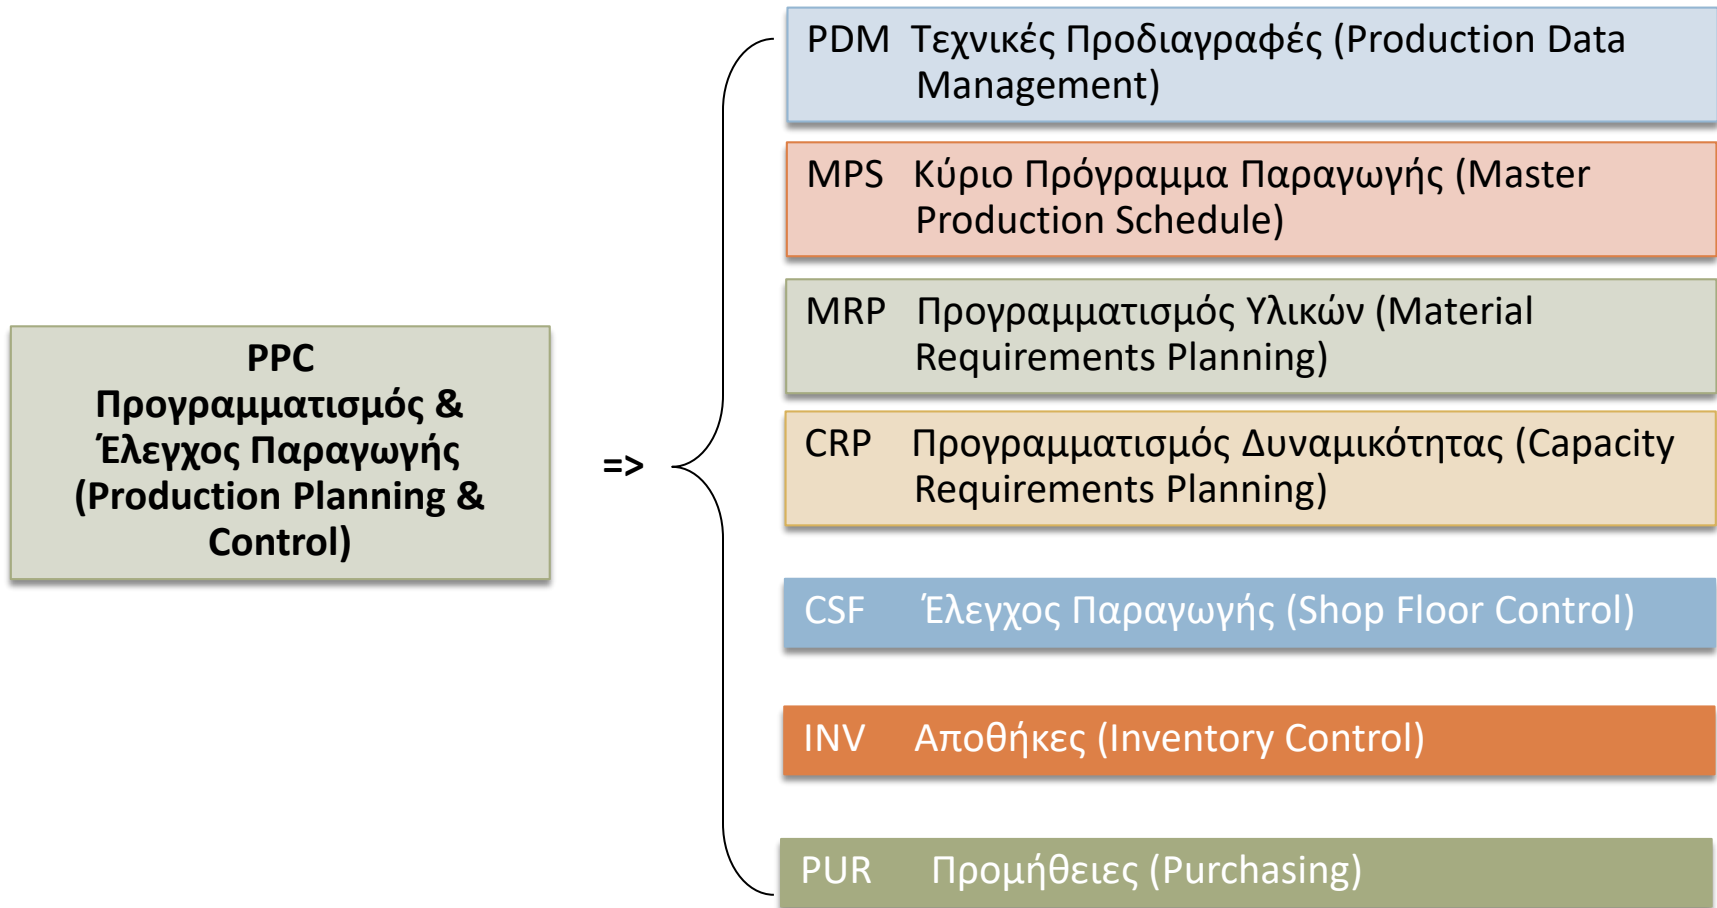 PPC
Προγραμματισμός &
Έλεγχος Παραγωγής
(Production Planning &
Control)
=>
PDM Τεχνικές Προδιαγραφές (Production Data
Management)
MPS Κύριο Πρόγραμμα Παραγωγής (Master
Production Schedule)
MRP Προγραμματισμός Υλικών (Material
Requirements Planning)
CRP Προγραμματισμός Δυναμικότητας (Capacity
Requirements Planning)
CSF Έλεγχος Παραγωγής (Shop Floor Control)
INV Αποθήκες (Inventory Control)
PUR Προμήθειες (Purchasing)